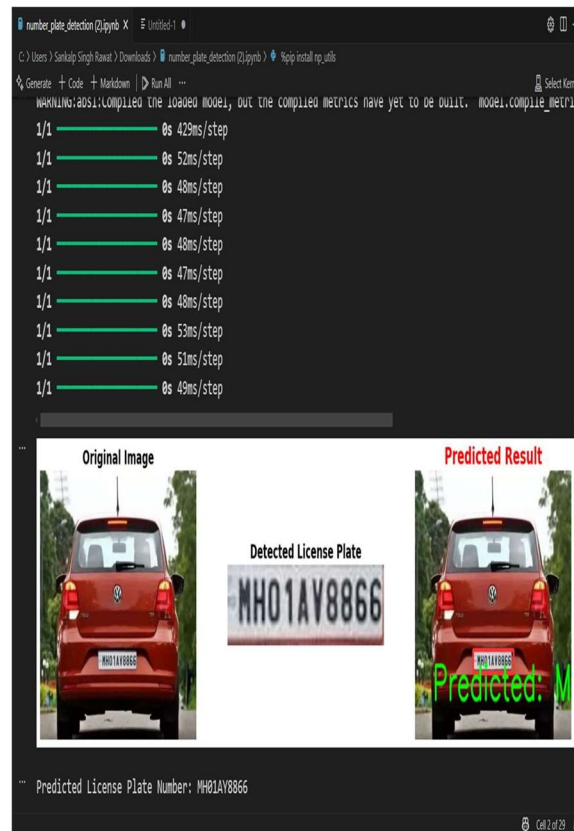 number_plate_detection (2).ipynb Untitled-1
C: > Users > Sankalp Singh Rawat > Downloads > number_plate_detection (2).ipynb > %pip install np_utils
Generate + Code + Markdown Run All ... Select Kern
WARNING:absl:Compiled the loaded model, but the compiled metrics have yet to be built. `model.compile_metri
1/1 0s 429ms/step
1/1 0s 52ms/step
1/1 0s 48ms/step
1/1 0s 47ms/step
1/1 0s 48ms/step
1/1 0s 47ms/step
1/1 0s 48ms/step
1/1 0s 53ms/step
1/1 0s 51ms/step
1/1 0s 49ms/step
Original Image
MH01AV8866
Detected License Plate
MH01AV8866
Predicted Result
MH01AV8866
Predicted: M
Predicted License Plate Number: MH01AY8866
Cell 2 of 29